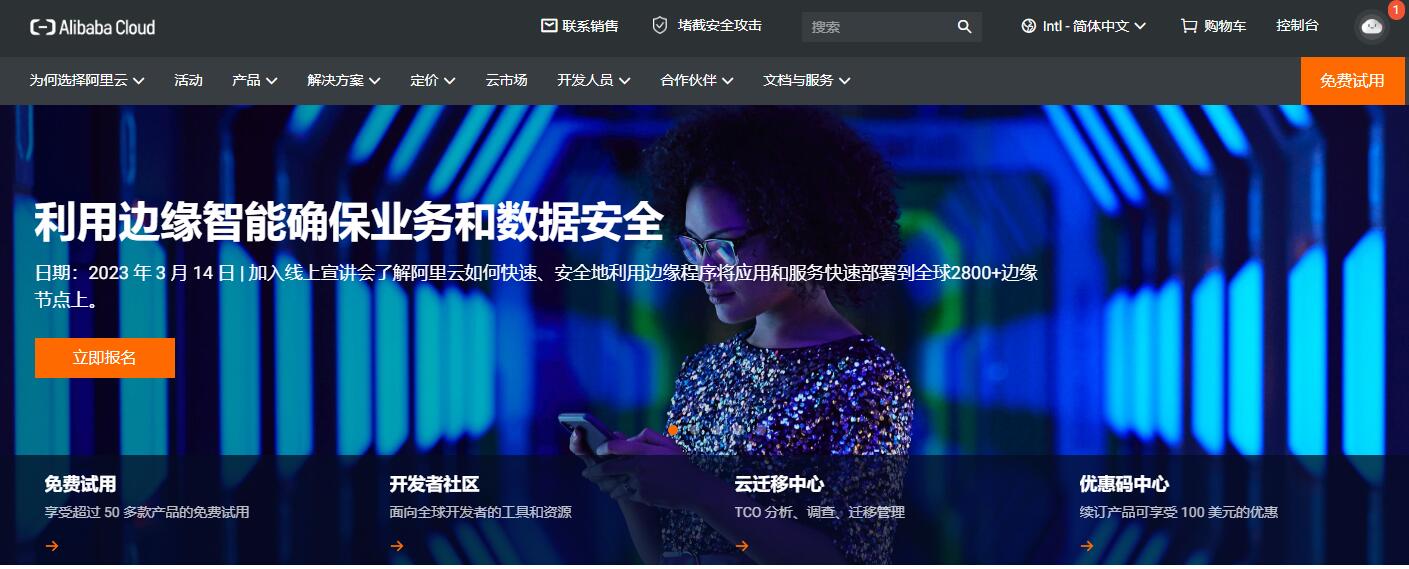 Alibaba Cloud
联系销售
堵截安全攻击
搜索
Intl - 简体中文
购物车
控制台
1
为何选择阿里云
活动
产品
解决方案
定价
云市场
开发人员
合作伙伴
文档与服务
免费试用
利用边缘智能确保业务和数据安全
日期：2023 年 3 月 14 日 | 加入线上宣讲会了解阿里云如何快速、安全地利用边缘程序将应用和服务快速部署到全球2800+边缘
节点上。
立即报名
免费试用
享受超过 50 多款产品的免费试用
开发者社区
面向全球开发者的工具和资源
云迁移中心
TCO 分析、调查、迁移管理
优惠码中心
续订产品可享受 100 美元的优惠